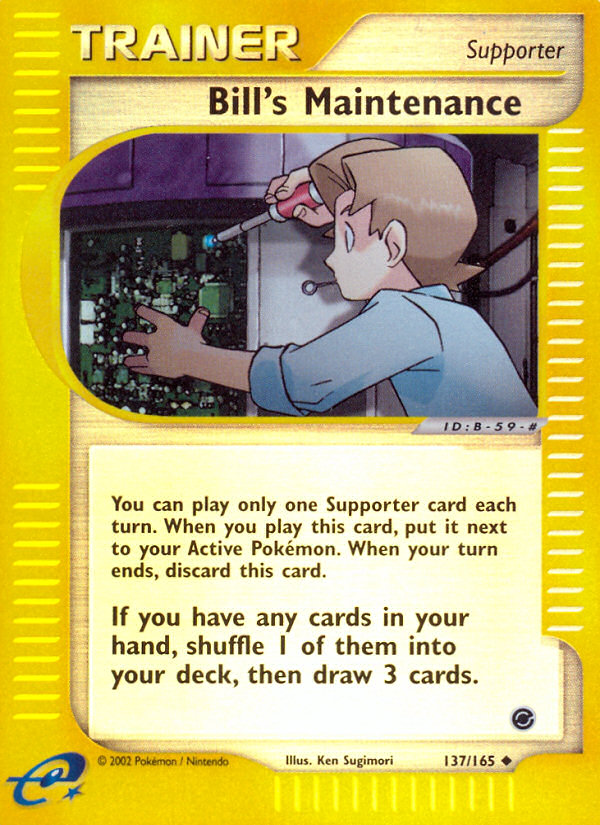 TRAINER
Supporter
Bill's Maintenance
ID:B-59-#
You can play only one Supporter card each
turn. When you play this card, put it next
to your Active Pokémon. When your turn
ends, discard this card.
If you have any cards in your
hand, shuffle 1 of them into
your deck, then draw 3 cards.
© 2002 Pokémon / Nintendo
Illus. Ken Sugimori
137/165 ◆